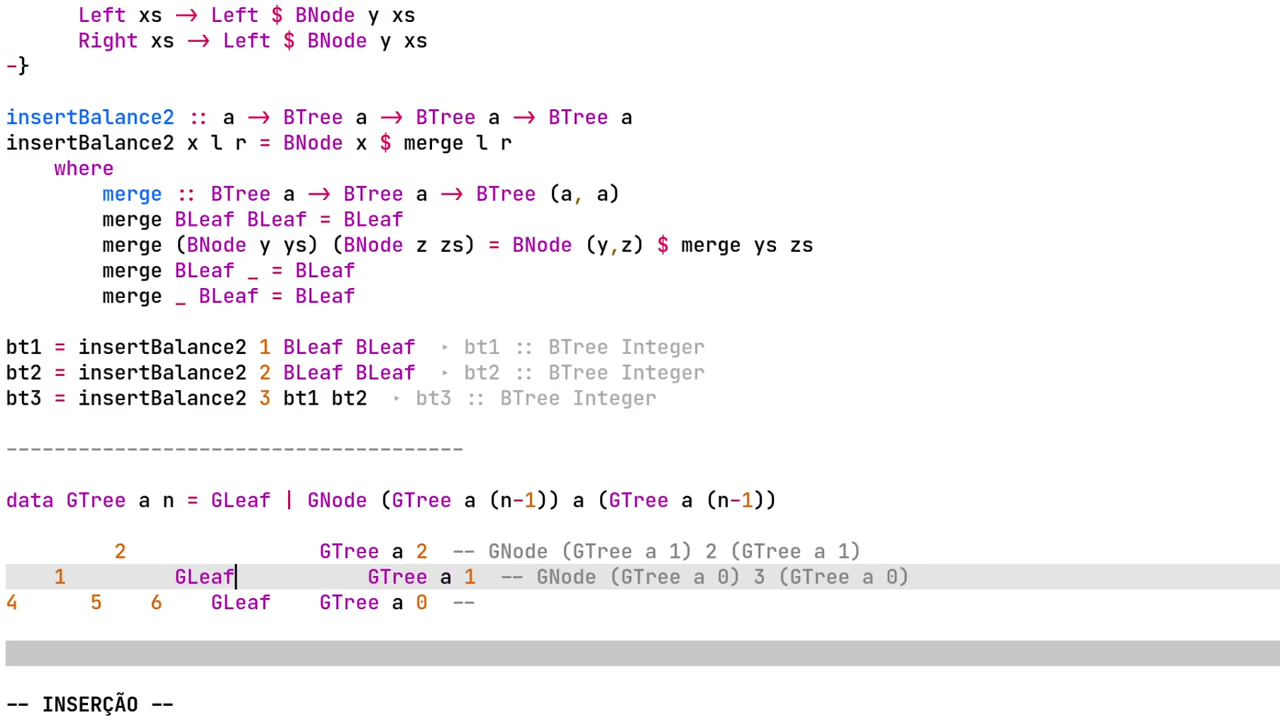 Left xs → Left $ BNode y xs
      Right xs → Left $ BNode y xs
-}

insertBalance2 :: a → BTree a → BTree a → BTree a
insertBalance2 x l r = BNode x $ merge l r
    where
        merge :: BTree a → BTree a → BTree (a, a)
        merge BLeaf BLeaf = BLeaf
        merge (BNode y ys) (BNode z zs) = BNode (y,z) $ merge ys zs
        merge BLeaf _ = BLeaf
        merge _ BLeaf = BLeaf

bt1 = insertBalance2 1 BLeaf BLeaf  ‣ bt1 :: BTree Integer
bt2 = insertBalance2 2 BLeaf BLeaf  ‣ bt2 :: BTree Integer
bt3 = insertBalance2 3 bt1 bt2  ‣ bt3 :: BTree Integer

--------------------------------------

data GTree a n = GLeaf | GNode (GTree a (n-1)) a (GTree a (n-1))

         2                GTree a 2  -- GNode (GTree a 1) 2 (GTree a 1)
    1         GLeaf           GTree a 1  -- GNode (GTree a 0) 3 (GTree a 0)
4      5    6    GLeaf    GTree a 0  --

-- INSERÇÃO --